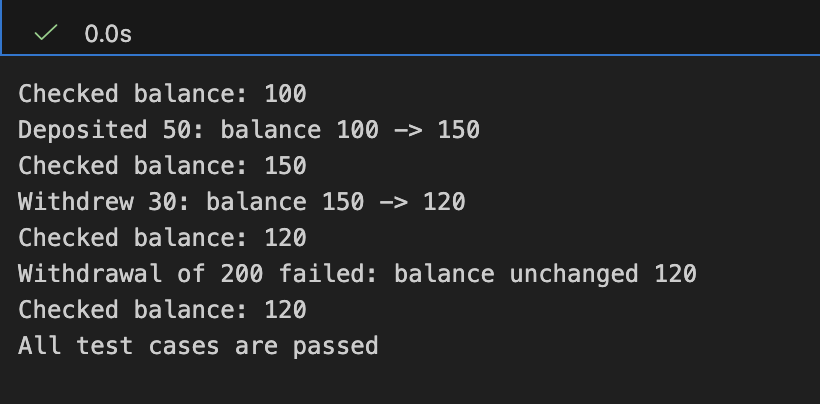 0.0s
Checked balance: 100
Deposited 50: balance 100 -> 150
Checked balance: 150
Withdrew 30: balance 150 -> 120
Checked balance: 120
Withdrawal of 200 failed: balance unchanged 120
Checked balance: 120
All test cases are passed